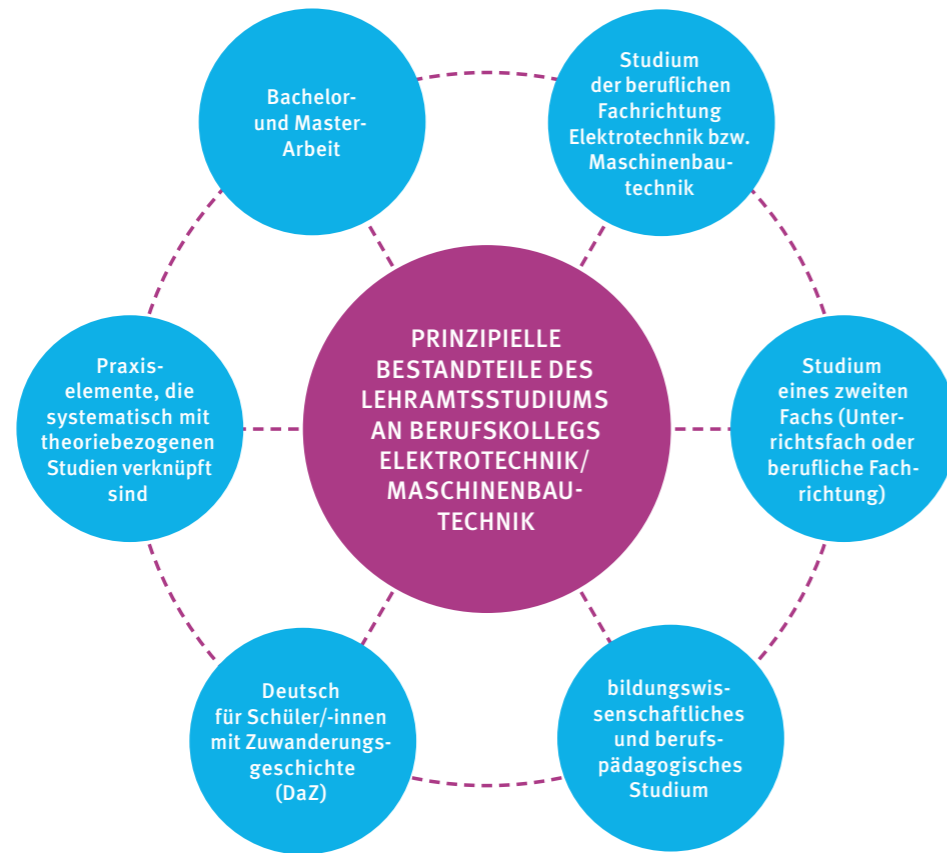 Bachelor-
und Master-
Arbeit
Studium
der beruflichen
Fachrichtung
Elektrotechnik bzw.
Maschinenbau-
technik
PRINZIPIELLE
BESTANDTEILE DES
LEHRAMTSSTUDIUMS
AN BERUFSKOLLEGS
ELEKTROTECHNIK/
MASCHINENBAU-
TECHNIK
Praxis-
elemente, die
systematisch mit
theoriebezogenen
Studien verknüpft
sind
Studium
eines zweiten
Fachs (Unter-
richtsfach oder
berufliche Fach-
richtung)
Deutsch
für Schüler/-innen
mit Zuwanderungs-
geschichte
(DaZ)
bildungswis-
senschaftliches
und berufs-
pädagogisches
Studium